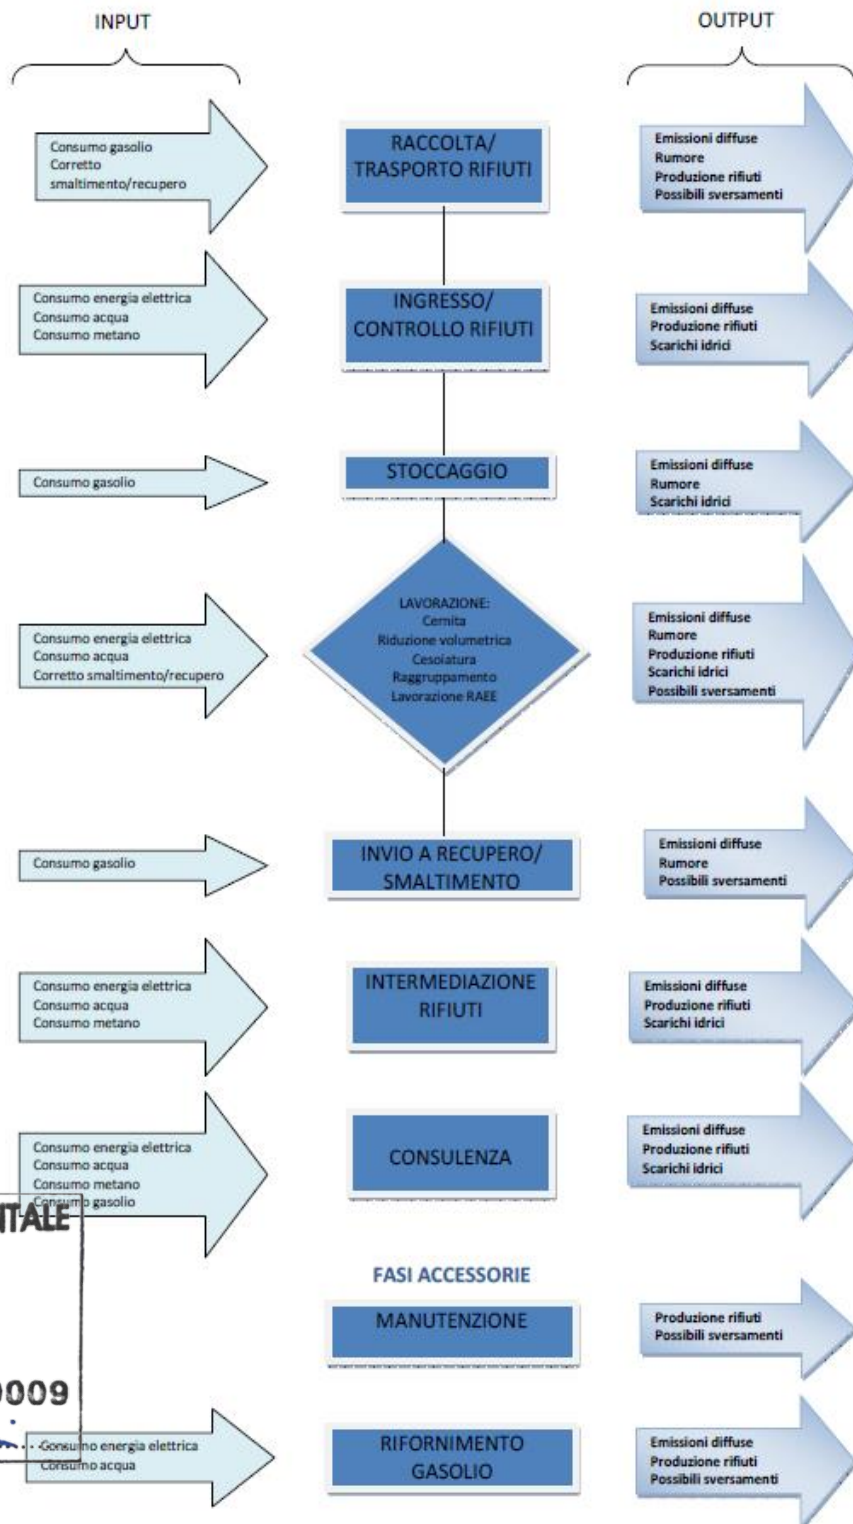 INPUT
OUTPUT
Consumo gasolio
Corretto
smaltimento/recupero
RACCOLTA/
TRASPORTO RIFIUTI
Emissioni diffuse
Rumore
Produzione rifiuti
Possibili sversamenti
Consumo energia elettrica
Consumo acqua
Consumo metano
INGRESSO/
CONTROLLO RIFIUTI
Emissioni diffuse
Produzione rifiuti
Scarichi idrici
Consumo gasolio
STOCCAGGIO
Emissioni diffuse
Rumore
Scarichi idrici
Consumo energia elettrica
Consumo acqua
Corretto smaltimento/recupero
LAVORAZIONE:
Cernita
Riduzione volumetrica
Cesoiatura
Raggruppamento
Lavorazione RAEE
Emissioni diffuse
Rumore
Produzione rifiuti
Scarichi idrici
Possibili sversamenti
Consumo gasolio
INVIO A RECUPERO/
SMALTIMENTO
Emissioni diffuse
Rumore
Possibili sversamenti
Consumo energia elettrica
Consumo acqua
Consumo metano
INTERMEDIAZIONE
RIFIUTI
Emissioni diffuse
Produzione rifiuti
Scarichi idrici
Consumo energia elettrica
Consumo acqua
Consumo metano
Consumo gasolio
CONSULENZA
Emissioni diffuse
Produzione rifiuti
Scarichi idrici
NTALE
FASI ACCESSORIE
MANUTENZIONE
Produzione rifiuti
Possibili sversamenti
0009
Consumo energia elettrica
Consumo acqua
RIFORNIMENTO
GASOLIO
Emissioni diffuse
Produzione rifiuti
Possibili sversamenti